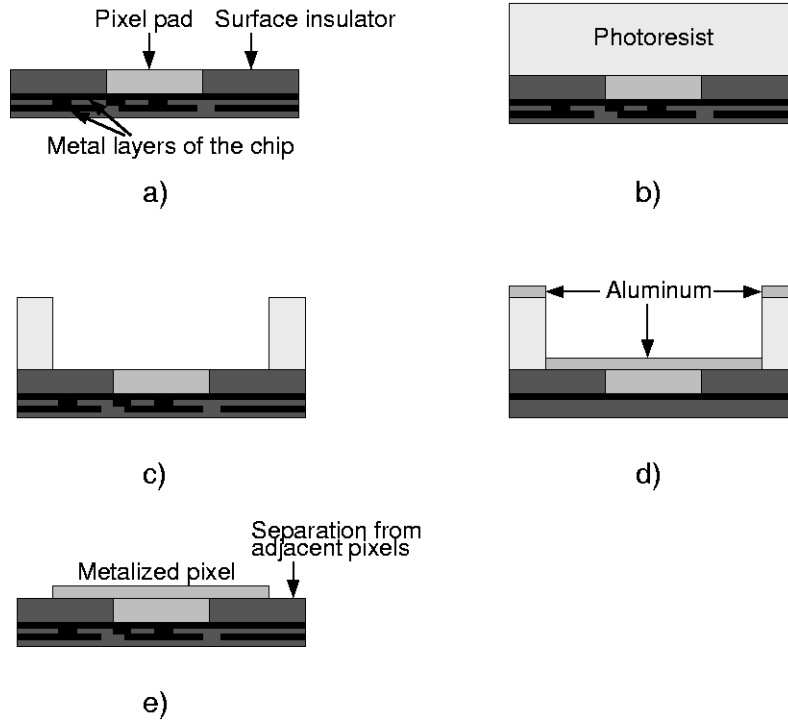 Pixel pad
Surface insulator
Metal layers of the chip
a)
Photoresist
b)
c)
Aluminum
d)
Separation from
adjacent pixels
Metalized pixel
e)